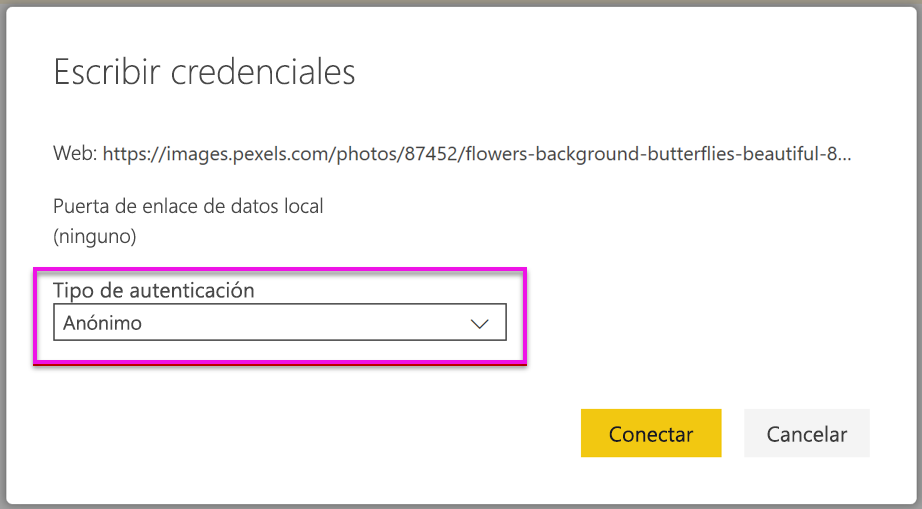 Escribir credenciales
Web: https://images.pexels.com/photos/87452/flowers-background-butterflies-beautiful-8...
Puerta de enlace de datos local
(ninguno)
Tipo de autenticación
Anónimo
Conectar
Cancelar